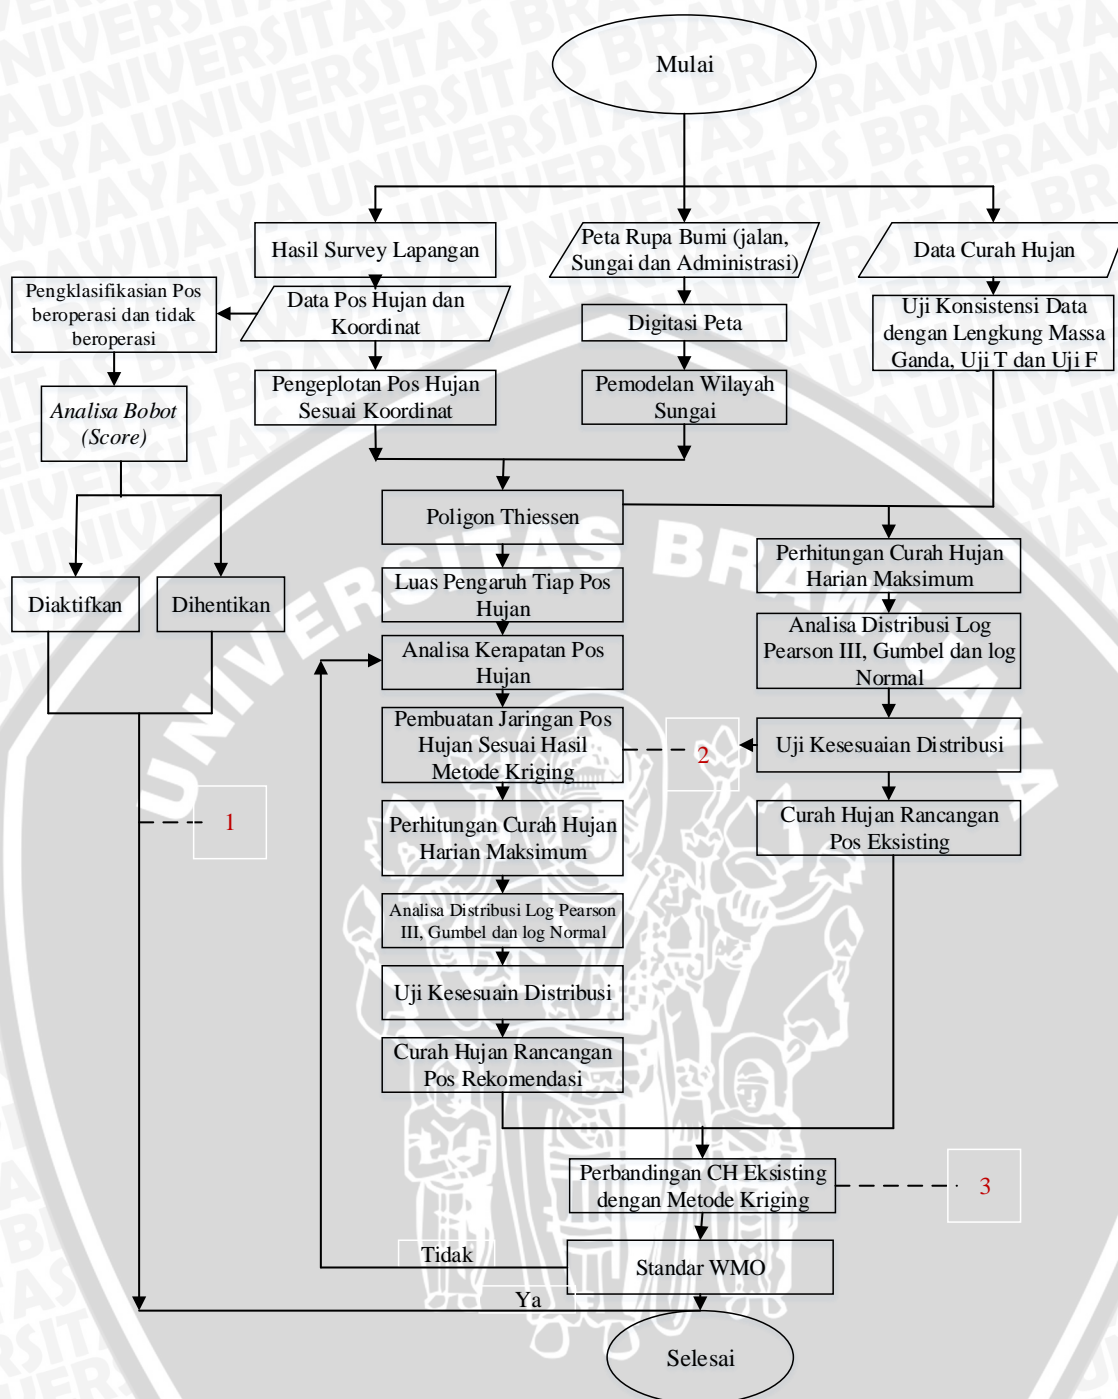 Mulai
Hasil Survey Lapangan
Peta Rupa Bumi (jalan,
Sungai dan Administrasi)
Data Curah Hujan
Pengklasifikasian Pos
beroperasi dan tidak
beroperasi
Data Pos Hujan dan
Koordinat
Digitasi Peta
Uji Konsistensi Data
dengan Lengkung Massa
Ganda, Uji T dan Uji F
Analisa Bobot
(Score)
Pengeplotan Pos Hujan
Sesuai Koordinat
Pemodelan Wilayah
Sungai
Poligon Thiessen
Perhitungan Curah Hujan
Harian Maksimum
Diaktifkan
Dihentikan
Luas Pengaruh Tiap Pos
Hujan
Analisa Distribusi Log
Pearson III, Gumbel dan log
Normal
Analisa Kerapatan Pos
Hujan
Pembuatan Jaringan Pos
Hujan Sesuai Hasil
Metode Kriging
2
Uji Kesesuaian Distribusi
1
Perhitungan Curah Hujan
Harian Maksimum
Curah Hujan Rancangan
Pos Eksisting
Analisa Distribusi Log Pearson
III, Gumbel dan log Normal
Uji Kesesuain Distribusi
Curah Hujan Rancangan
Pos Rekomendasi
Perbandingan CH Eksisting
dengan Metode Kriging
3
Tidak
Standar WMO
Ya
Selesai
UNIVERSITAS BRAWIJAYA